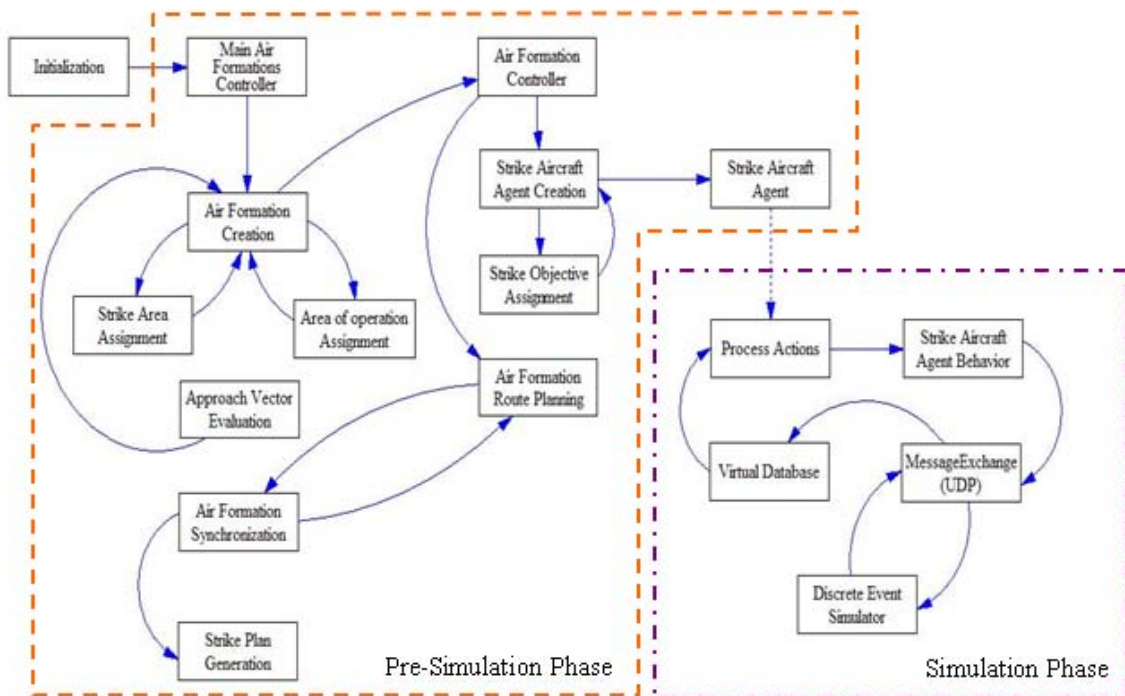 Initialization
Main Air
Formations
Controller
Air Formation
Controller
Strike Aircraft
Agent Creation
Strike Aircraft
Agent
Air Formation
Creation
Strike Objective
Assignment
Strike Area
Assignment
Area of operation
Assignment
Process Actions
Strike Aircraft
Agent Behavior
Approach Vector
Evaluation
Air Formation
Route Planning
Virtual Database
MessageExchange
(UDP)
Air Formation
Synchronization
Discrete Event
Simulator
Strike Plan
Generation
Pre-Simulation Phase
Simulation Phase